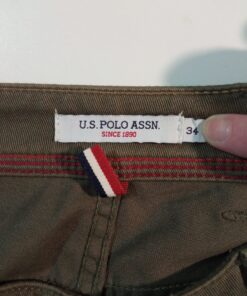 U.S. POLO ASSN.
SINCE 1890
34